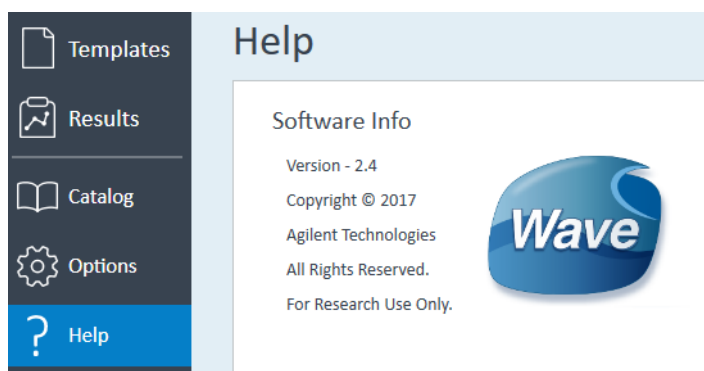 Templates
Results
Catalog
Options
Help
Help
Software Info
Version - 2.4
Copyright © 2017
Agilent Technologies
All Rights Reserved.
For Research Use Only.
Wave